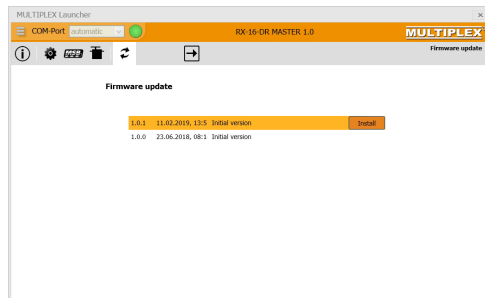 MULTIPLEX Launcher
COM-Port automatic RX-16-DR MASTER 1.0 MULTIPLEX
Firmware update
Firmware update
1.0.1 11.02.2019, 13:5 Initial version Install
1.0.0 23.06.2018, 08:1 Initial version